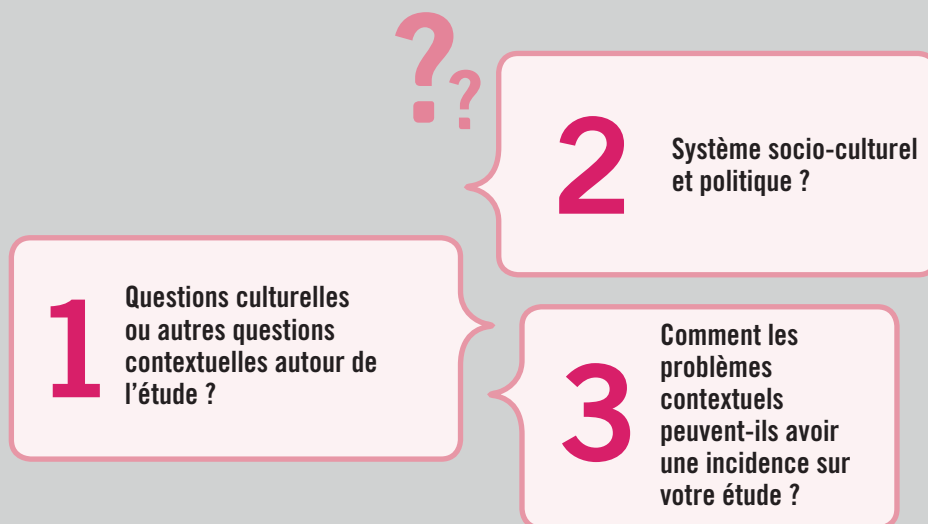 ??
1
Questions culturelles
ou autres questions
contextuelles autour de
l'étude ?
2
Système socio-culturel
et politique ?
3
Comment les
problèmes
contextuels
peuvent-ils avoir
une incidence sur
votre étude ?